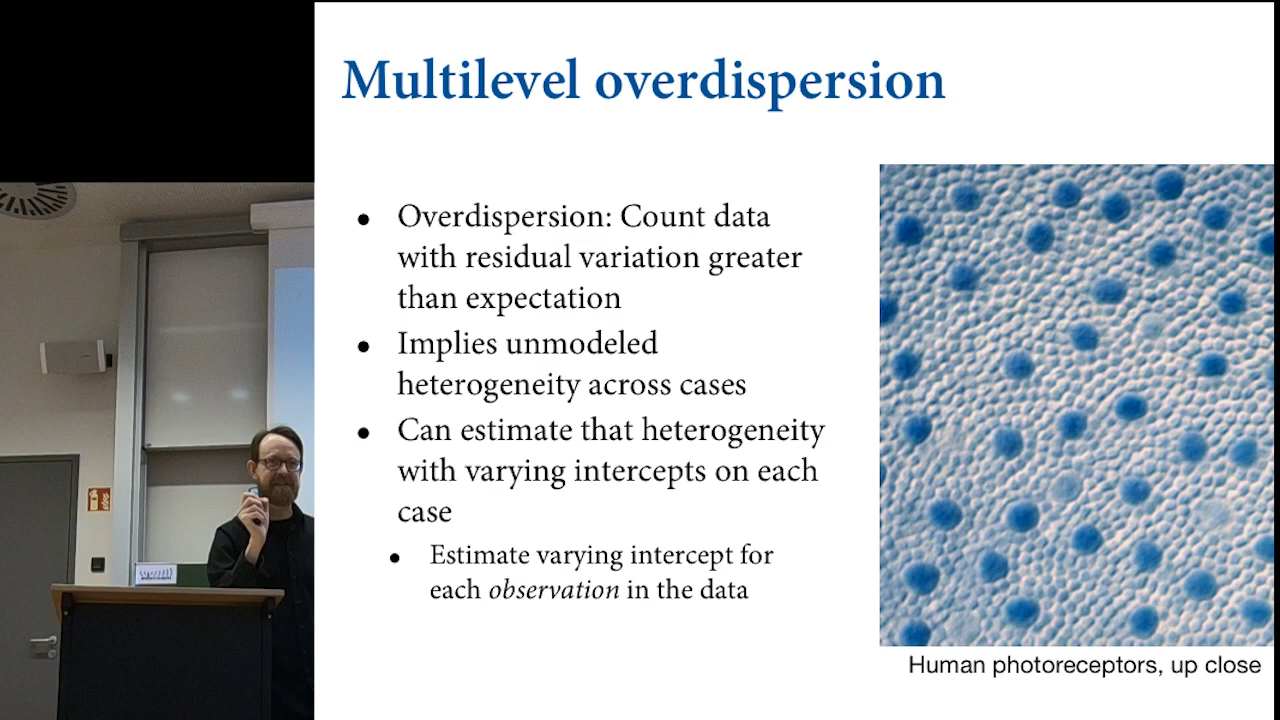 Multilevel overdispersion
• Overdispersion: Count data
with residual variation greater
than expectation
• Implies unmodeled
heterogeneity across cases
• Can estimate that heterogeneity
with varying intercepts on each
case
• Estimate varying intercept for
each observation in the data
Human photoreceptors, up close